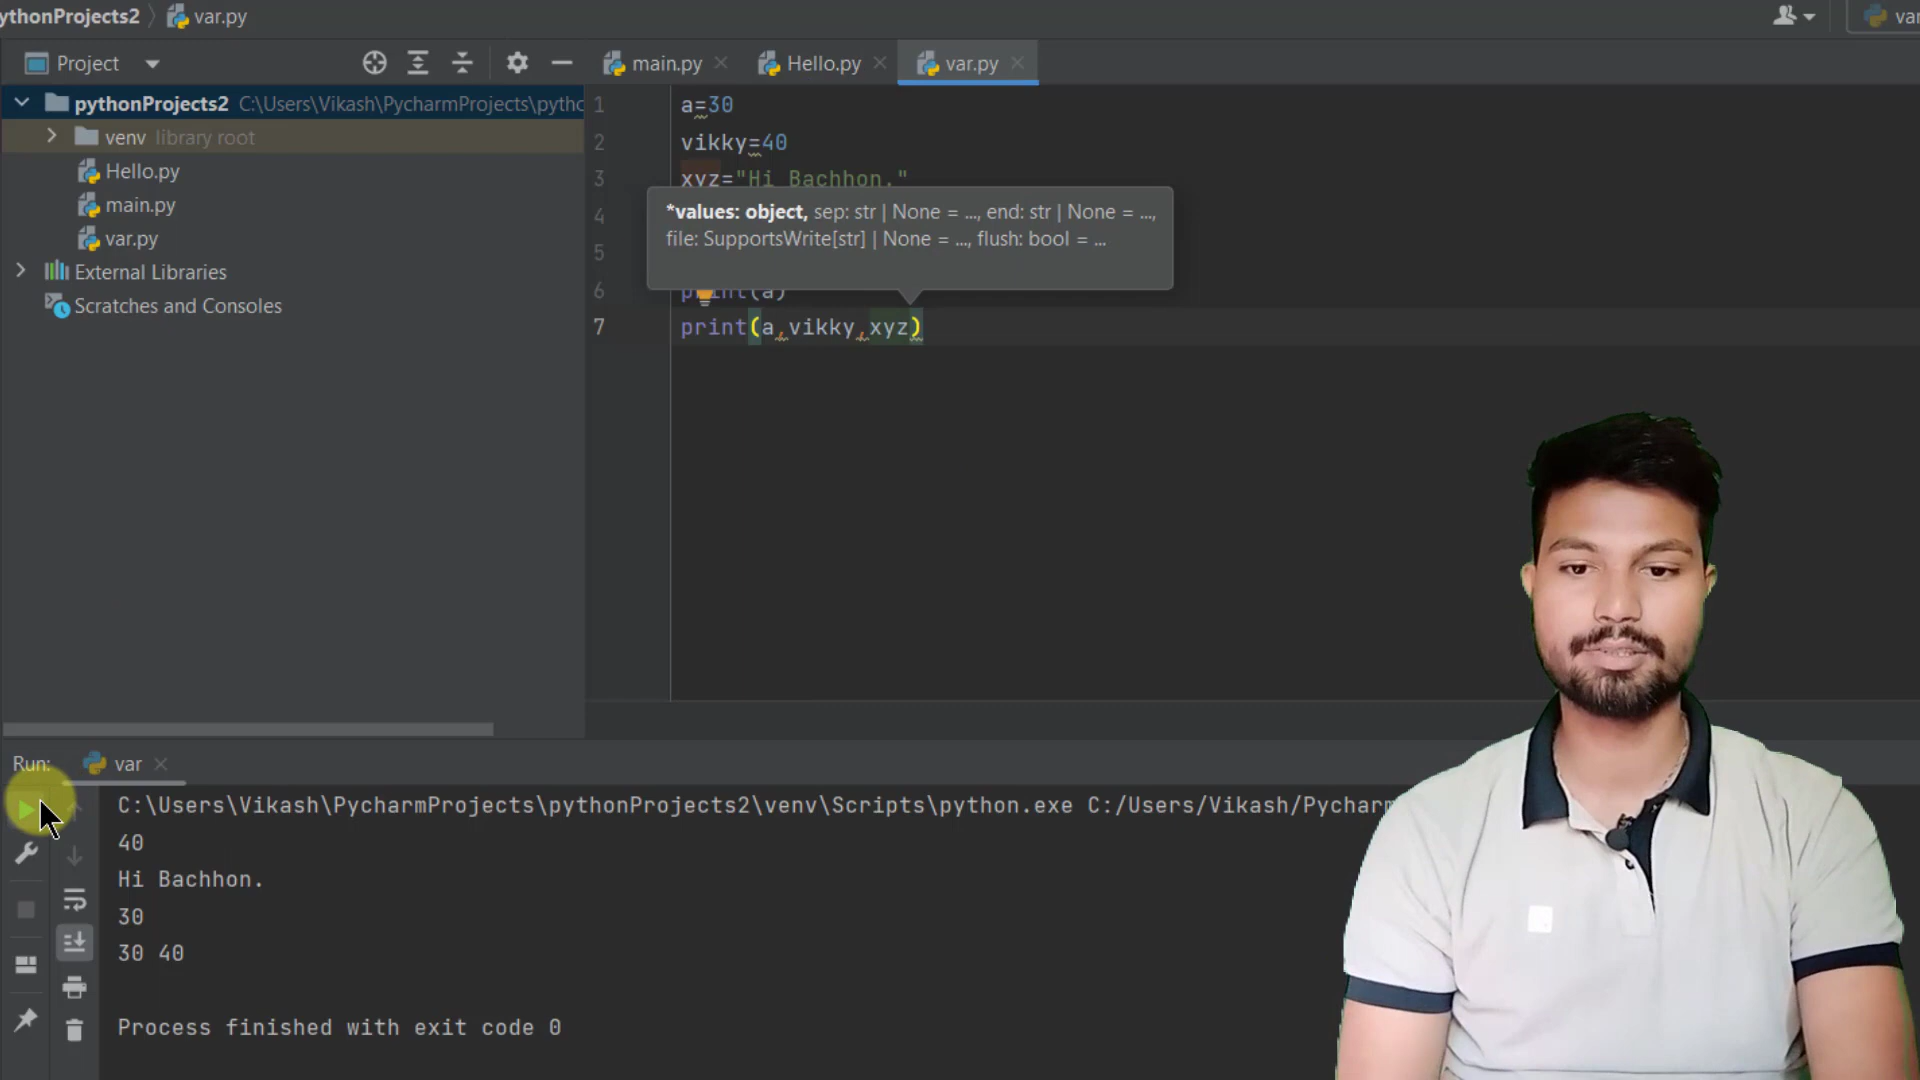 ythonProjects2 var.py
var
Project
main.py
Hello.py
var.py
pythonProjects2 C:\Users\Vikash\PycharmProjects\pythc
venv library root
Hello.py
main.py
var.py
External Libraries
Scratches and Consoles
1 a=30
2 vikky=40
3 xyz="Hi Bachhon."
4
5
*values: object, sep: str | None = ..., end: str | None = ...,
file: SupportsWrite[str] | None = ..., flush: bool = ...
6 print(a)
7 print(a,vikky,xyz)
Run: var
C:\Users\Vikash\PycharmProjects\pythonProjects2\venv\Scripts\python.exe C:/Users/Vikash/Pycharm
40
Hi Bachhon.
30
30 40
Process finished with exit code 0